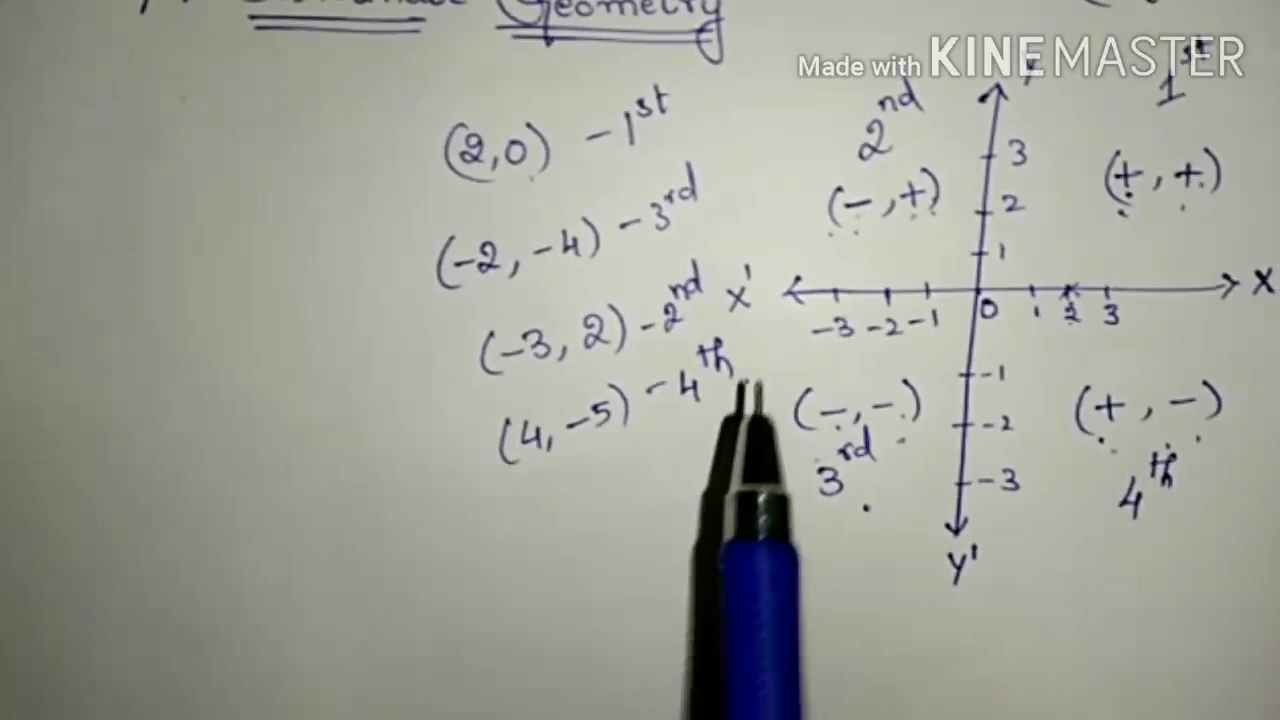 Geometry
Made with KINEMASTER
(2,0) - 1st
(-2, -4) - 3rd
(-3, 2) - 2nd
(4, -5) - 4th
2nd
1st
Y
(-, +)
(+, +)
3
2
1
X'
X
-3 -2 -1 0 1 2 3
-1
-2
-3
(-, -)
(+, -)
3rd
4th
Y'